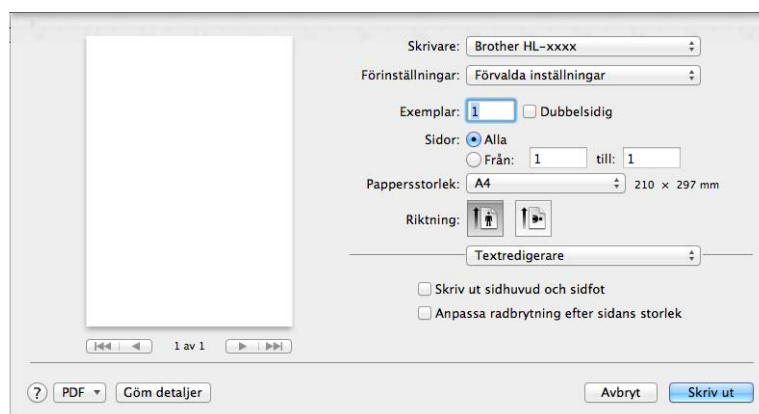 Skrivare: Brother HL-xxxx
Förinställningar: Förvalda inställningar
Exemplar: 1 Dubbelsidig
Sidor: Alla
Från: 1 till: 1
Pappersstorlek: A4 210 × 297 mm
Riktning:
Textredigerare
Skriv ut sidhuvud och sidfot
Anpassa radbrytning efter sidans storlek
1 av 1
? PDF Göm detaljer Avbryt Skriv ut